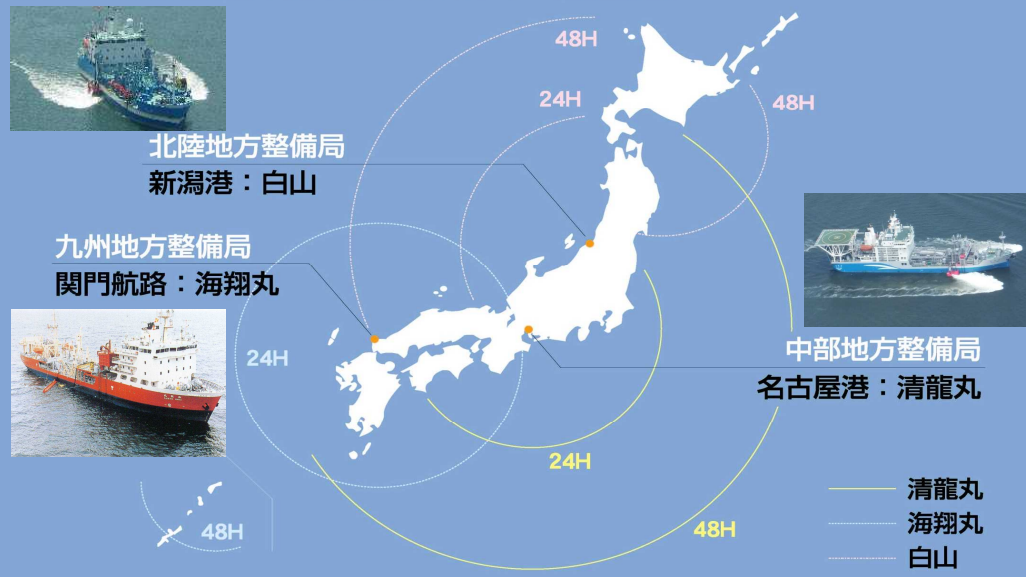 48H
24H
48H
北陸地方整備局
新潟港：白山
九州地方整備局
関門航路：海翔丸
24H
中部地方整備局
名古屋港：清龍丸
24H
48H
48H
清龍丸
海翔丸
白山